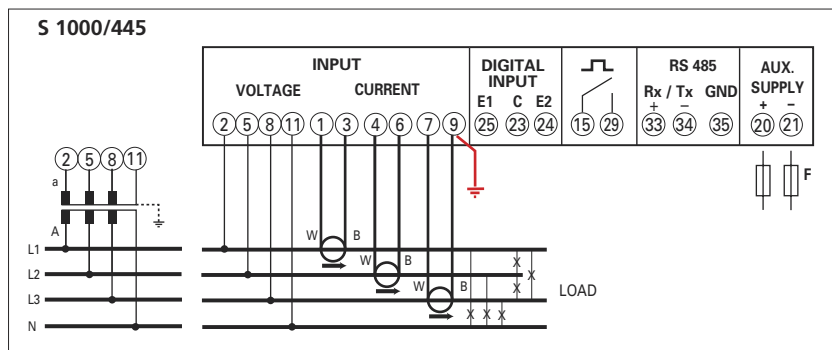 S 1000/445
INPUT
VOLTAGE CURRENT
2 5 8 11 1 3 4 6 7 9
DIGITAL
INPUT
E1 C E2
25 23 24
15 29
RS 485
Rx / Tx GND
+ −
33 34 35
AUX.
SUPPLY
+ −
20 21
F
2 5 8 11
a
A
L1
L2
L3
N
W B
W B
W B
X X
X X
X X X
LOAD